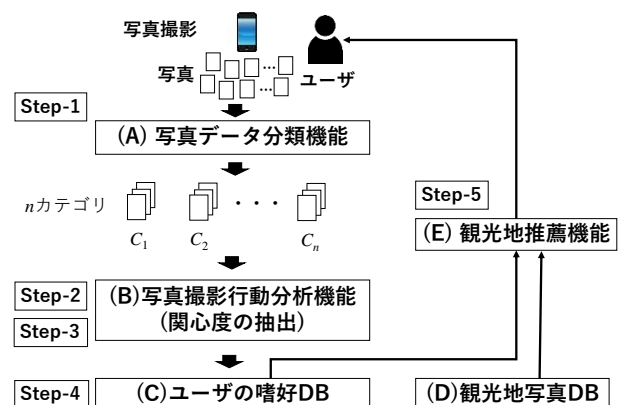 写真撮影
写真
ユーザ
Step-1
(A) 写真データ分類機能
nカテゴリ
C1 C2 ・・・ Cn
Step-5
(E) 観光地推薦機能
Step-2
(B)写真撮影行動分析機能
Step-3
(関心度の抽出)
Step-4
(C)ユーザの嗜好DB
(D)観光地写真DB